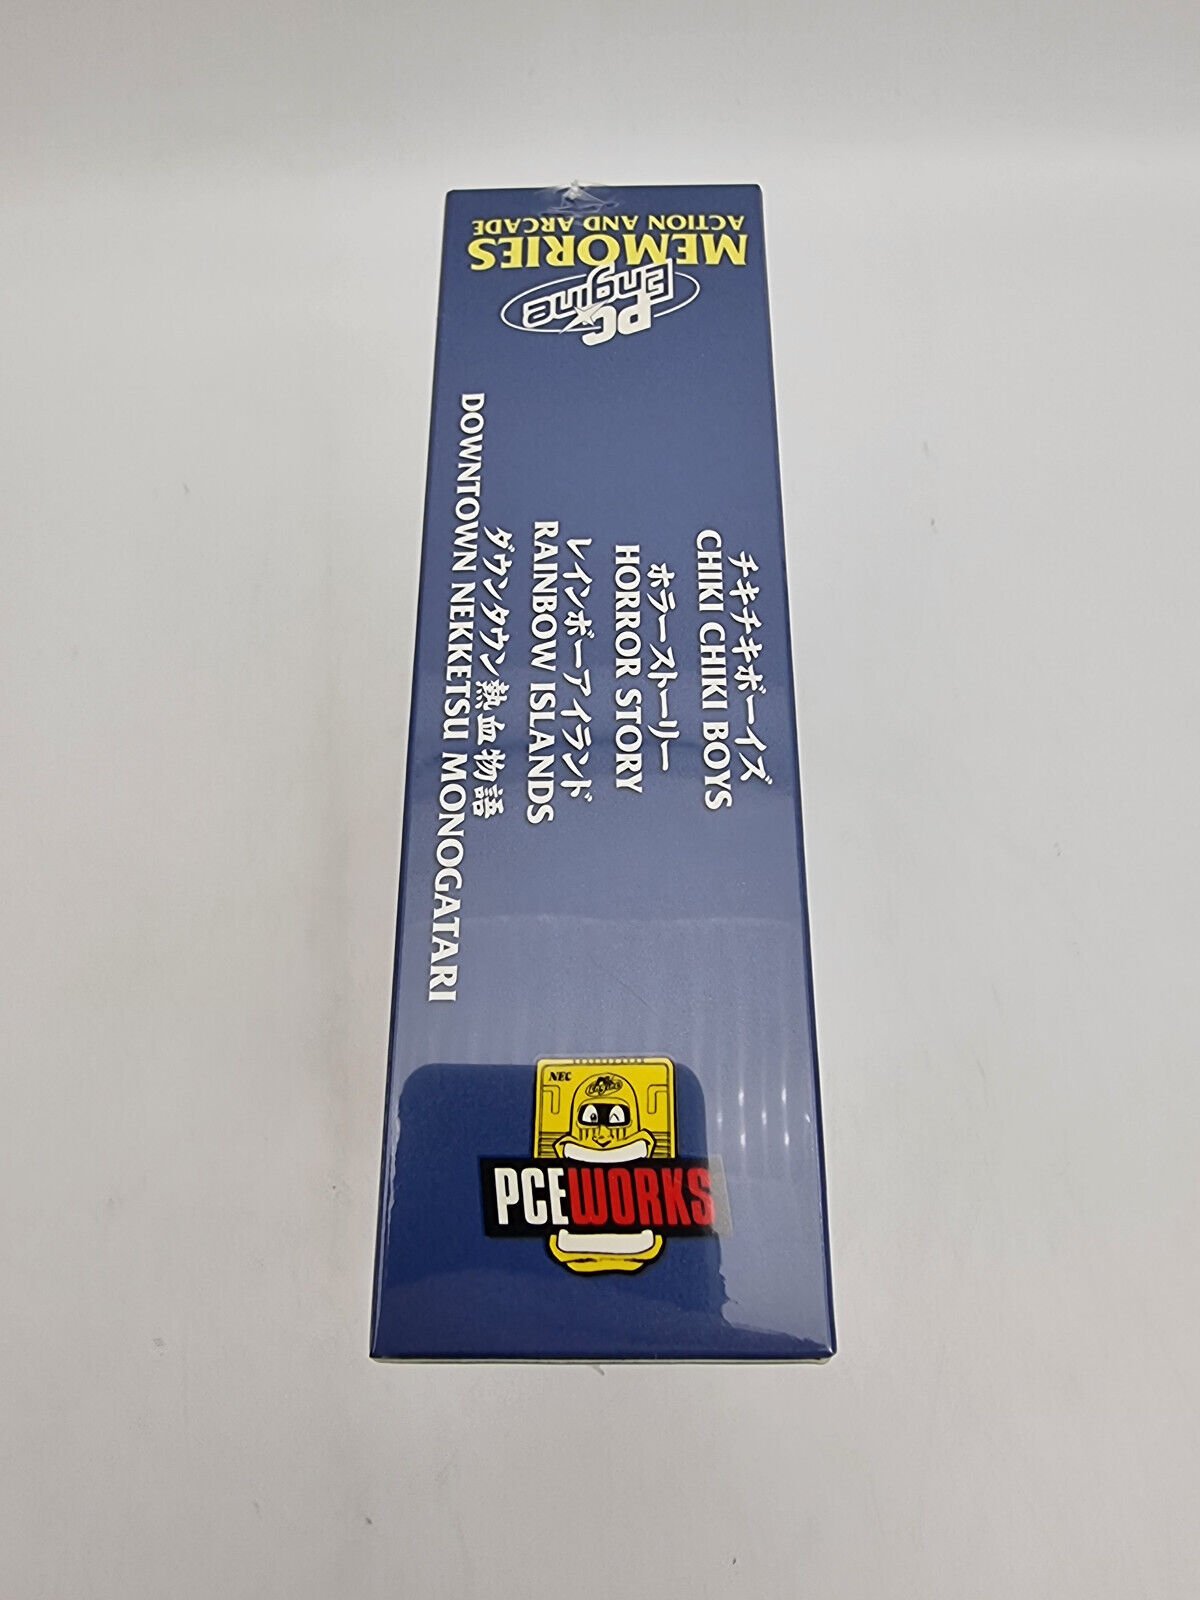 PC Engine
MEMORIES
ACTION AND ARCADE
チキチキボーイズ
CHIKI CHIKI BOYS
ホラーストーリー
HORROR STORY
レインボーアイランド
RAINBOW ISLANDS
ダウンタウン熱血物語
DOWNTOWN NEKKETSU MONOGATARI
NEC
PC Engine
PCEWORKS